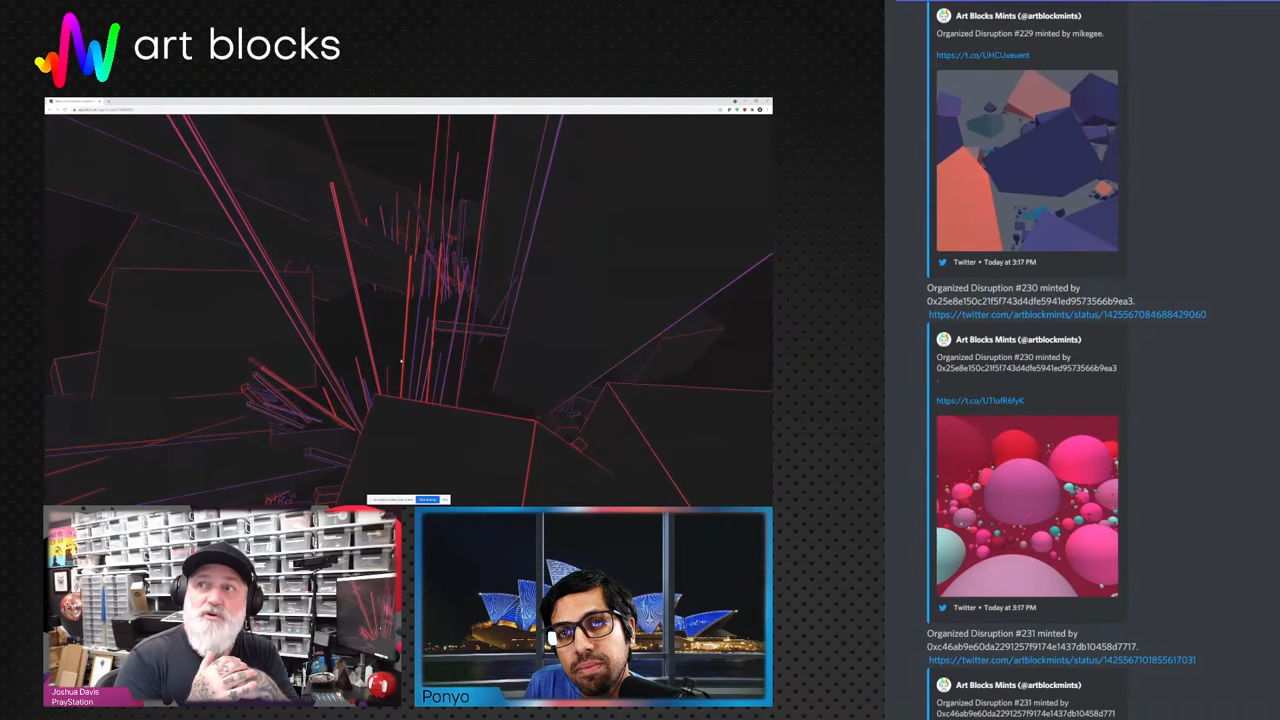 art blocks
Joshua Davis
PrayStation
Ponyo
Art Blocks Mints (@artblockmints)
Organized Disruption #229 minted by mikegee.
https://t.co/UHCUxeuent
Twitter • Today at 3:17 PM
Organized Disruption #230 minted by
0x25e8e150c21f5f743d4dfe5941ed9573566b9ea3.
https://twitter.com/artblockmints/status/1425567084688429060
Art Blocks Mints (@artblockmints)
Organized Disruption #230 minted by
0x25e8e150c21f5f743d4dfe5941ed9573566b9ea3
.
https://t.co/UTIofR6fyK
Twitter • Today at 3:17 PM
Organized Disruption #231 minted by
0xc46ab9e60da2291257f9174e1437db10458d7717.
https://twitter.com/artblockmints/status/1425567101855617031
Art Blocks Mints (@artblockmints)
Organized Disruption #231 minted by
0xc46ab9e60da2291257f9174e1437db10458d771